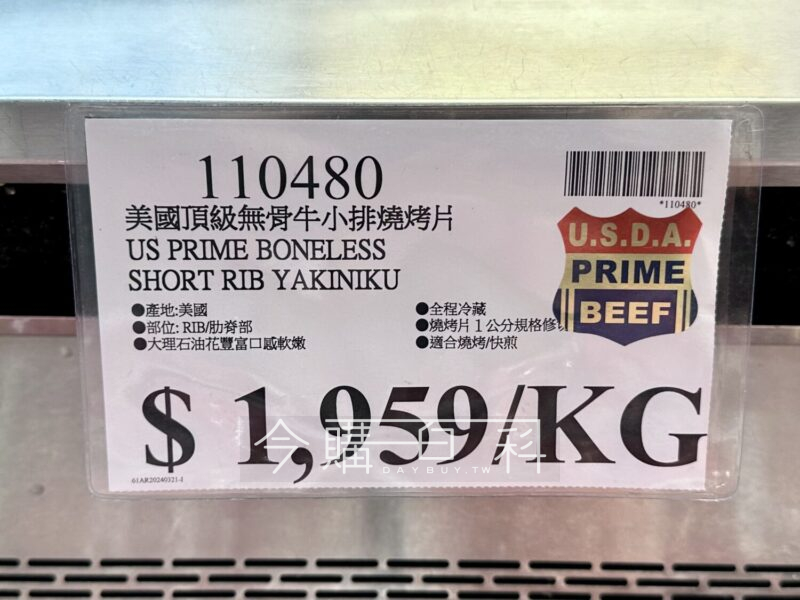 110480
*110480*
美國頂級無骨牛小排燒烤片
US PRIME BONELESS
SHORT RIB YAKINIKU
U.S.D.A.
PRIME
BEEF
●產地:美國
●部位: RIB/肋脊部
●大理石油花豐富口感軟嫩
●全程冷藏
●燒烤片 1 公分規格修
●適合燒烤/快煎
$ 1,959/KG
今購百科
DAYBUY.TW
61AR20240321-I